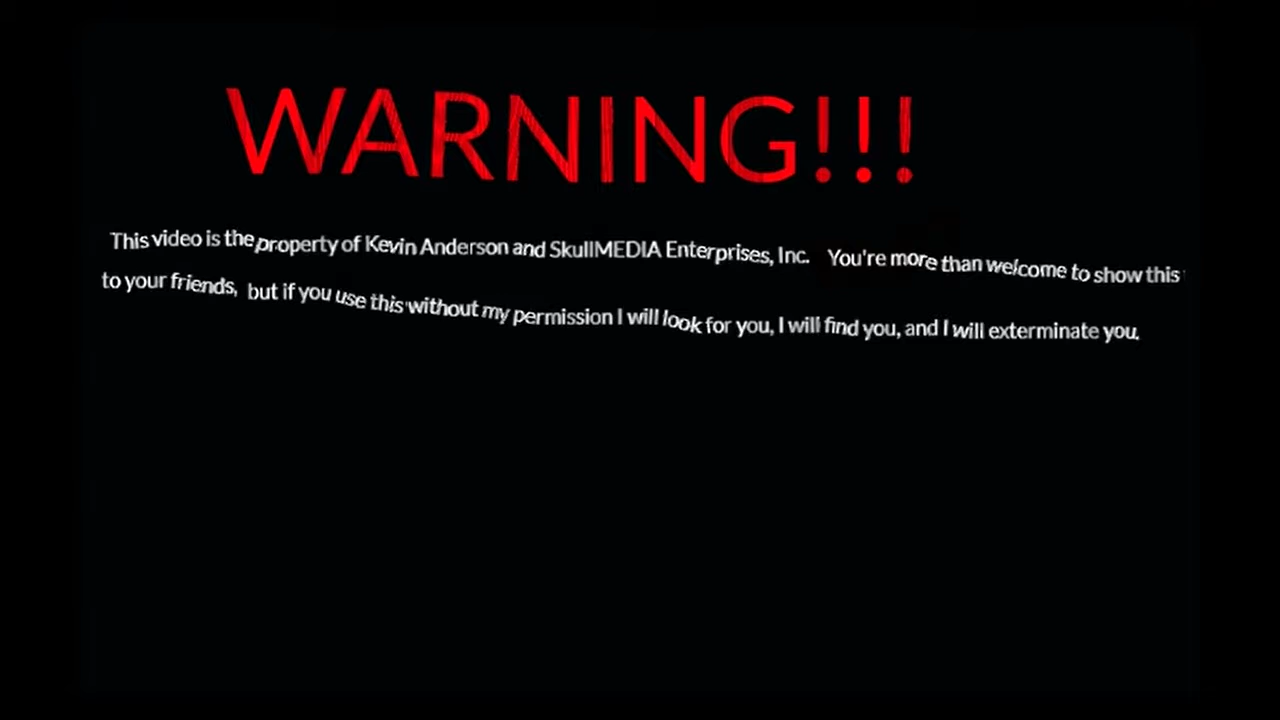 WARNING!!!
This video is the property of Kevin Anderson and SkullMEDIA Enterprises, Inc. You're more than welcome to show this
to your friends, but if you use this without my permission I will look for you, I will find you, and I will exterminate you.